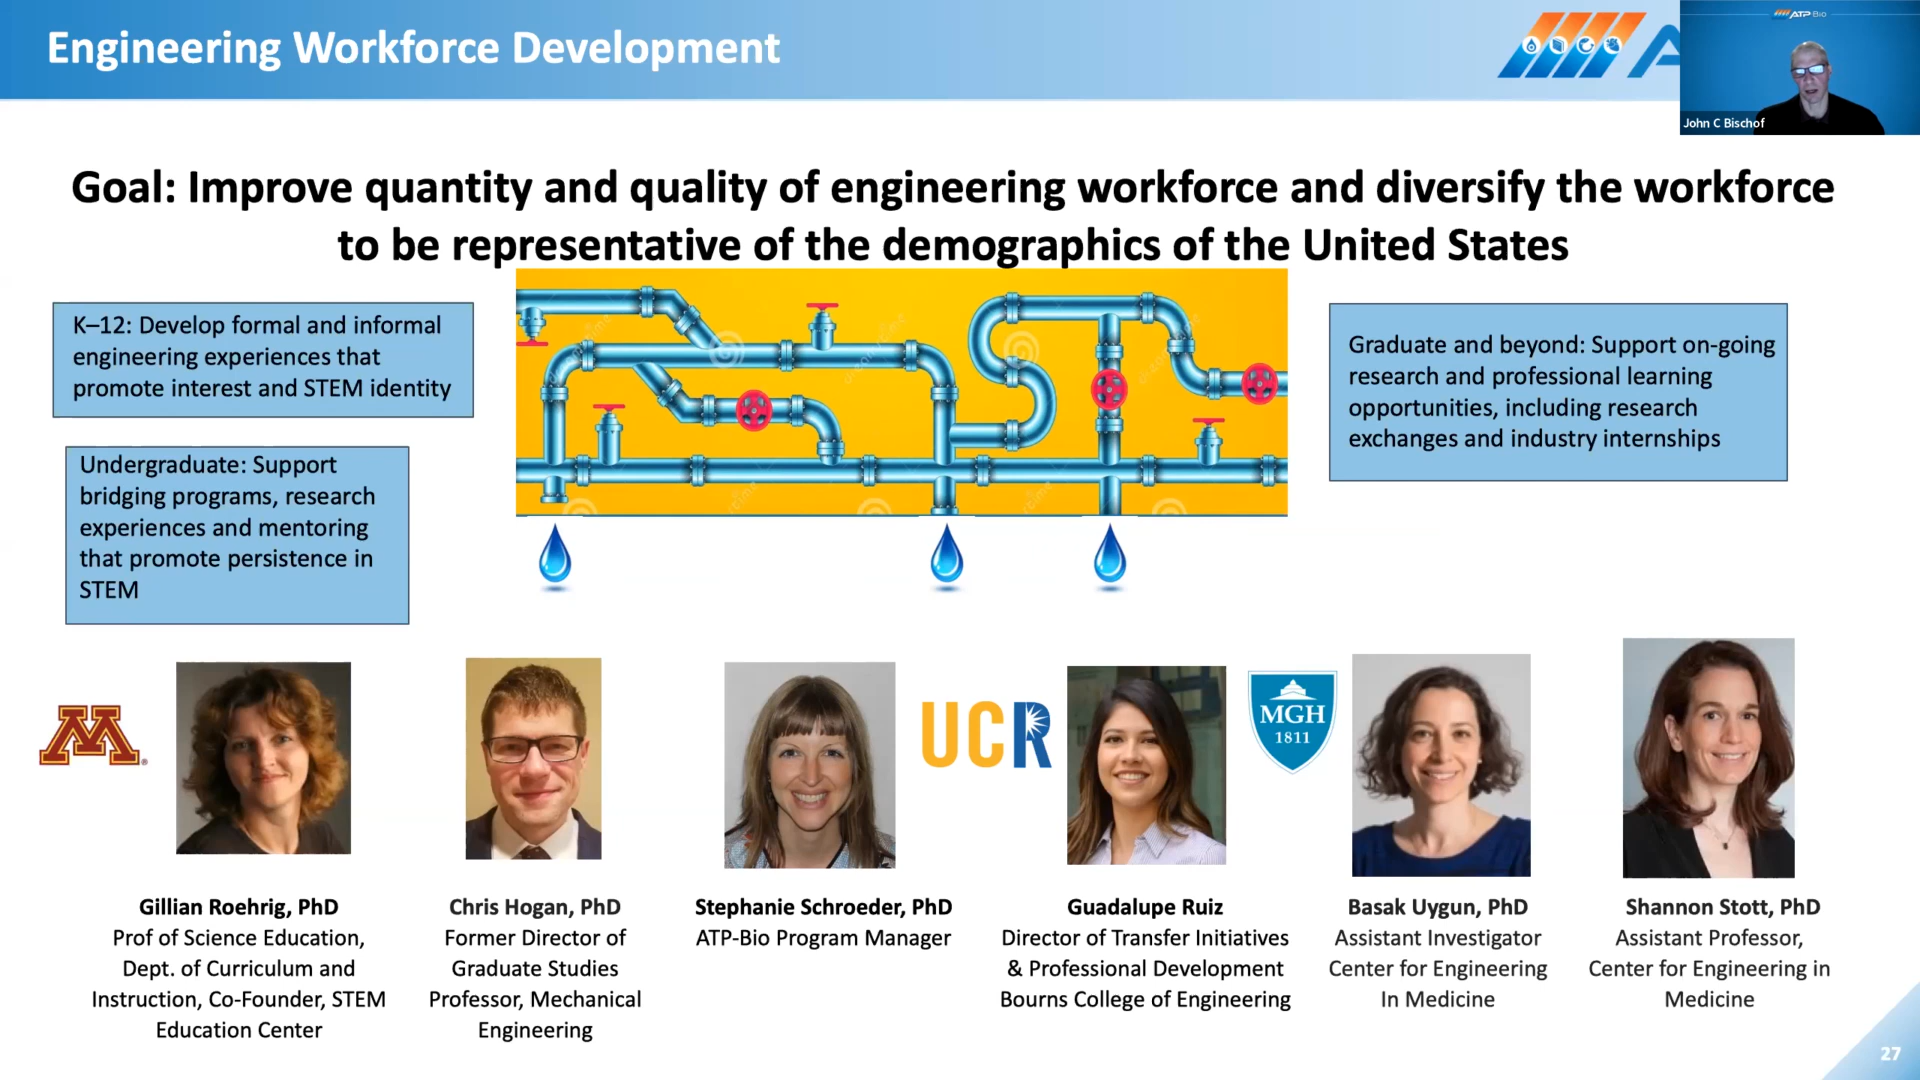 Engineering Workforce Development
ATP Bio
John C Bischof
Goal: Improve quantity and quality of engineering workforce and diversify the workforce
to be representative of the demographics of the United States
K–12: Develop formal and informal
engineering experiences that
promote interest and STEM identity
Undergraduate: Support
bridging programs, research
experiences and mentoring
that promote persistence in
STEM
Graduate and beyond: Support on-going
research and professional learning
opportunities, including research
exchanges and industry internships
M®
UCR
MGH
1811
Gillian Roehrig, PhD
Prof of Science Education,
Dept. of Curriculum and
Instruction, Co-Founder, STEM
Education Center
Chris Hogan, PhD
Former Director of
Graduate Studies
Professor, Mechanical
Engineering
Stephanie Schroeder, PhD
ATP-Bio Program Manager
Guadalupe Ruiz
Director of Transfer Initiatives
& Professional Development
Bourns College of Engineering
Basak Uygun, PhD
Assistant Investigator
Center for Engineering
In Medicine
Shannon Stott, PhD
Assistant Professor,
Center for Engineering in
Medicine
27